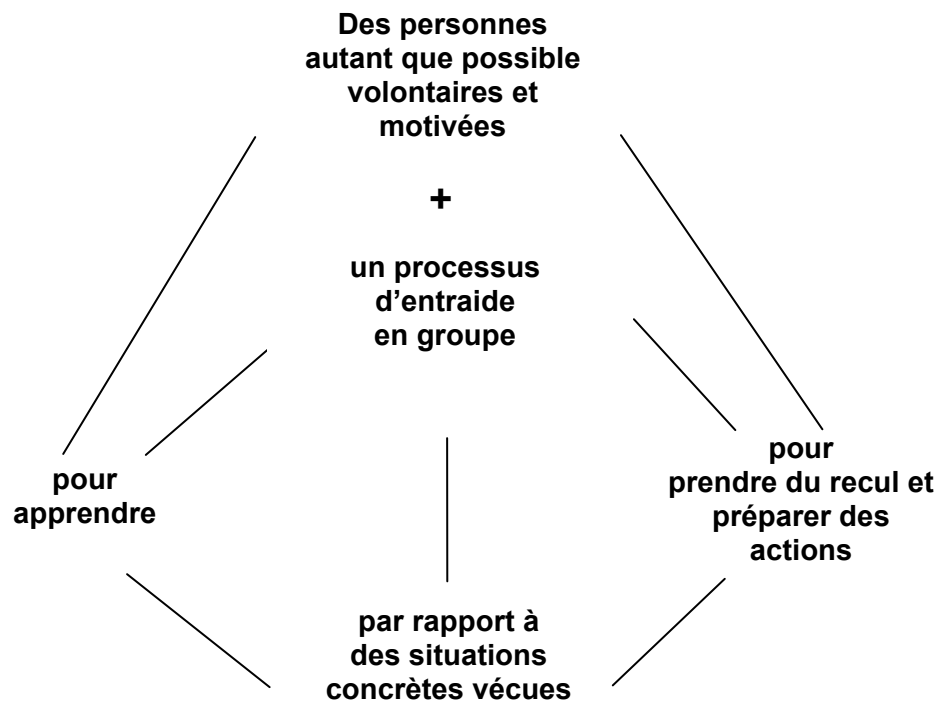 Des personnes
autant que possible
volontaires et
motivées
+
un processus
d’entraide
en groupe
pour
apprendre
pour
prendre du recul et
préparer des
actions
par rapport à
des situations
concrètes vécues